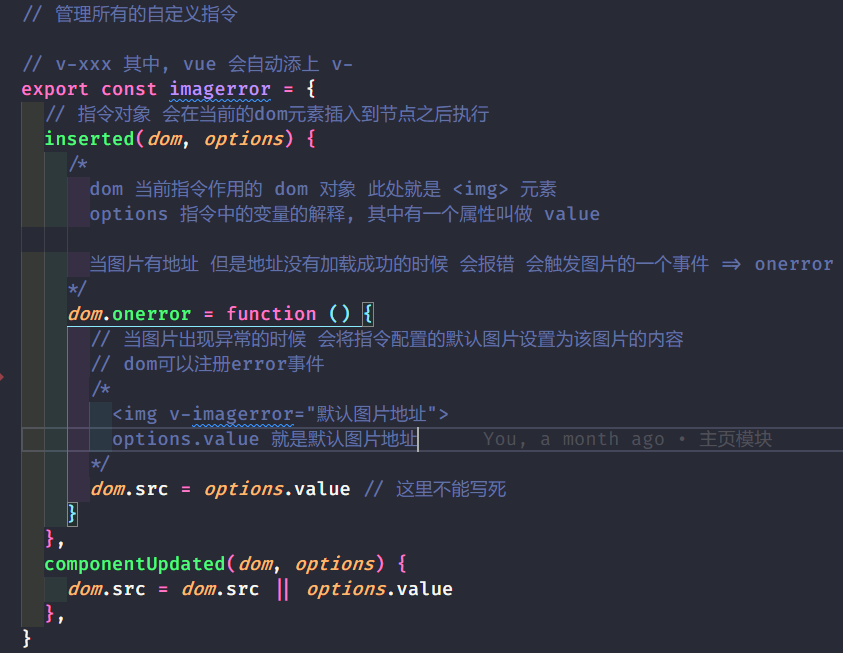 // 管理所有的自定义指令
// v-xxx 其中, vue 会自动添上 v-
export const imagerror = {
// 指令对象 会在当前的dom元素插入到节点之后执行
inserted(dom, options) {
/*
dom 当前指令作用的 dom 对象 此处就是 <img> 元素
options 指令中的变量的解释, 其中有一个属性叫做 value
当图片有地址 但是地址没有加载成功的时候 会报错 会触发图片的一个事件 => onerror
*/
dom.onerror = function () {
// 当图片出现异常的时候 会将指令配置的默认图片设置为该图片的内容
// dom可以注册error事件
/*
<img v-imagerror="默认图片地址">
options.value 就是默认图片地址 You, a month ago • 主页模块
*/
dom.src = options.value // 这里不能写死
}
},
componentUpdated(dom, options) {
dom.src = dom.src || options.value
},
}